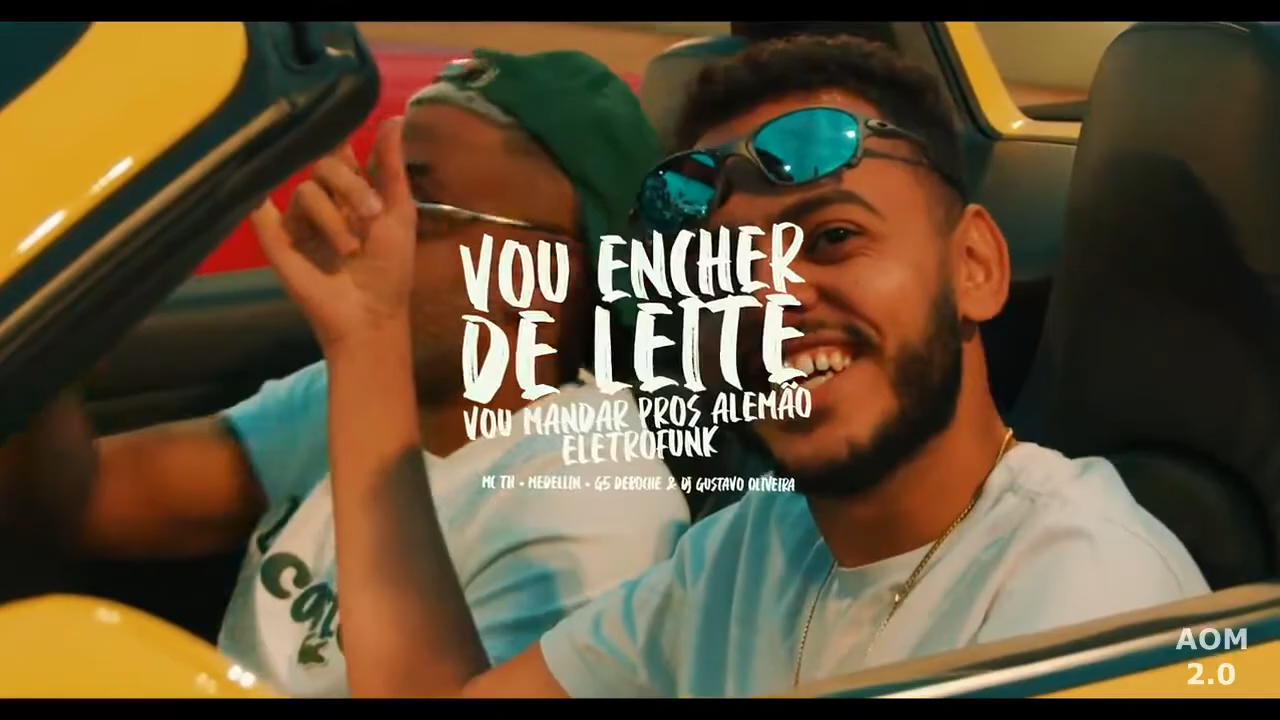 VOU ENCHER
DE LEITE
VOU MANDAR PROS ALEMÃO
ELETROFUNK
MC TH • MEDELLIN • G5 DEBOCHE & DJ GUSTAVO OLIVEIRA
AOM
2.0